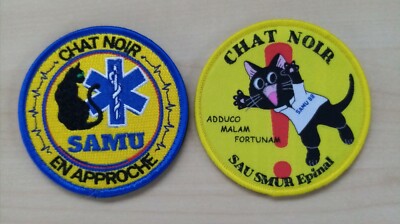 CHAT NOIR
SAMU
EN APPROCHE
CHAT NOIR
SAMU 88
ADDUCO
MALAM
FORTUNAM
SAU SMUR Epinal